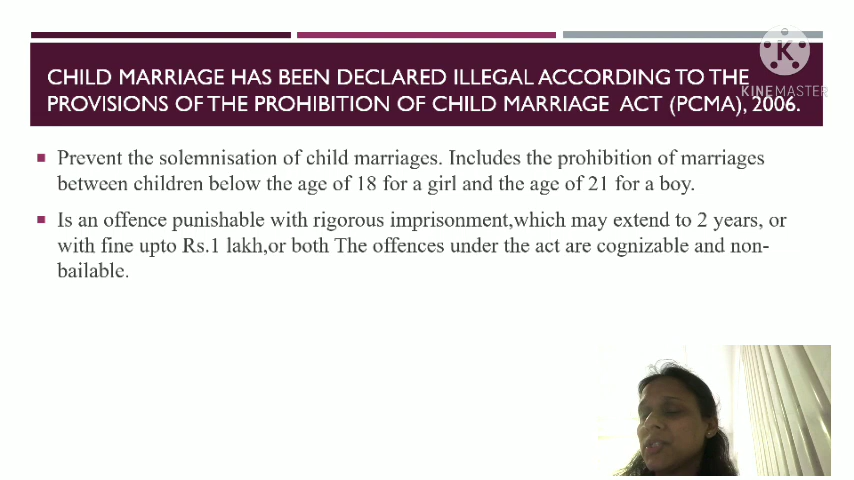 KINEMASTER
CHILD MARRIAGE HAS BEEN DECLARED ILLEGAL ACCORDING TO THE
PROVISIONS OF THE PROHIBITION OF CHILD MARRIAGE ACT (PCMA), 2006.
Prevent the solemnisation of child marriages. Includes the prohibition of marriages
between children below the age of 18 for a girl and the age of 21 for a boy.
Is an offence punishable with rigorous imprisonment,which may extend to 2 years, or
with fine upto Rs.1 lakh,or both The offences under the act are cognizable and non-
bailable.